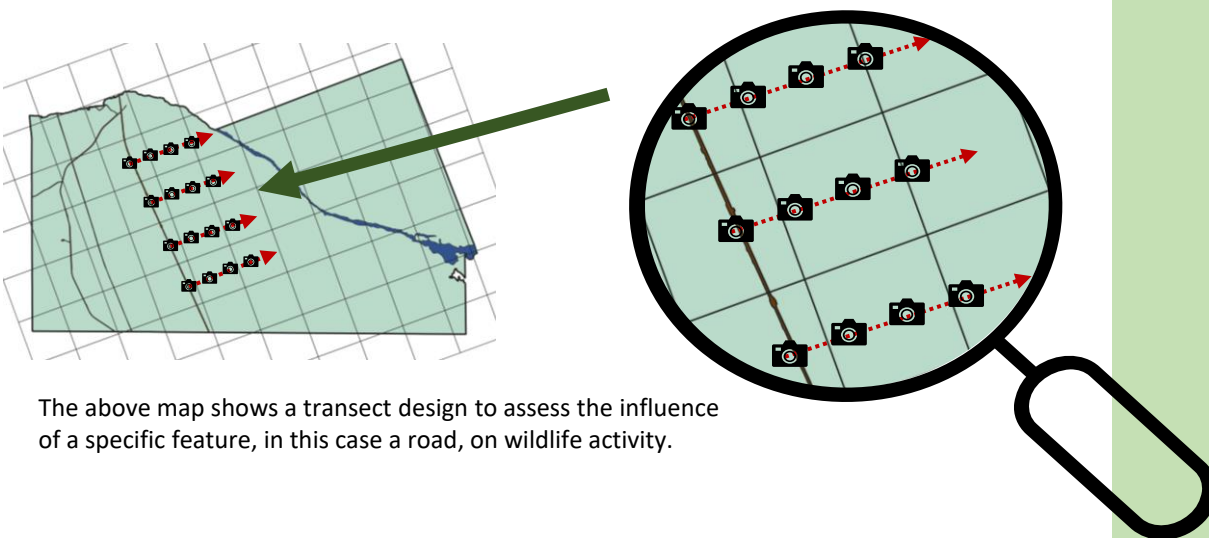 The above map shows a transect design to assess the influence
of a specific feature, in this case a road, on wildlife activity.